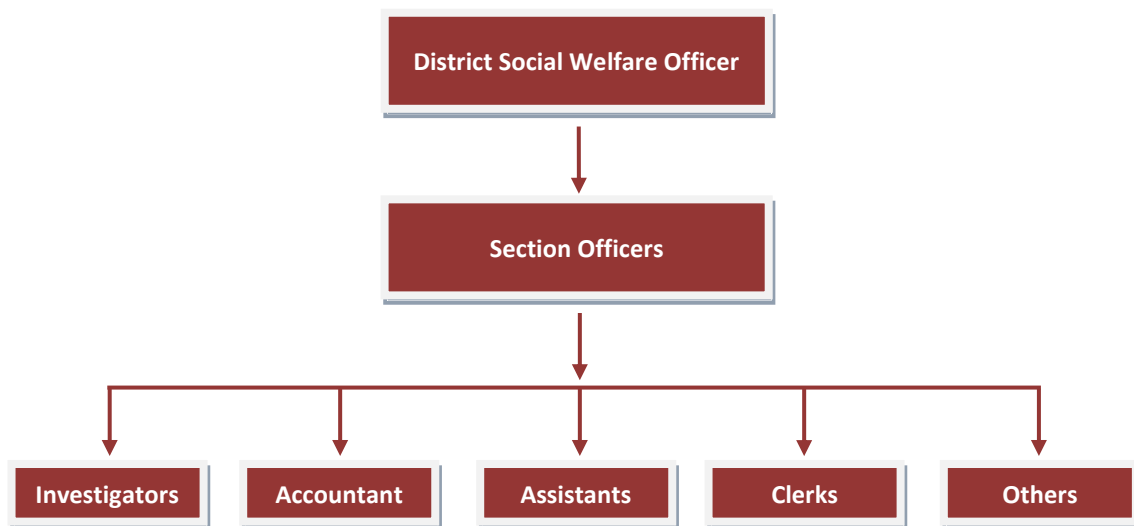 District Social Welfare Officer
Section Officers
Investigators
Accountant
Assistants
Clerks
Others